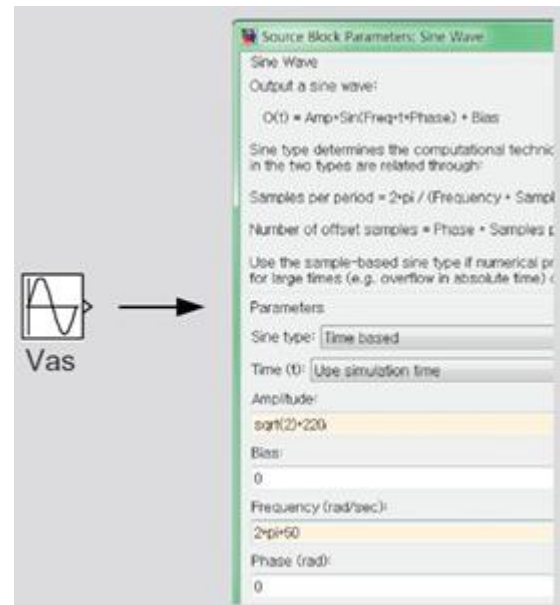 Source Block Parameters: Sine Wave
Sine Wave
Output a sine wave:
O(t) = Amp*Sin(Freq*t+Phase) + Bias
Sine type determines the computational technic
in the two types are related through:
Samples per period = 2*pi / (Frequency * Sampl
Number of offset samples = Phase * Samples p
Use the sample-based sine type if numerical pr
for large times (e.g. overflow in absolute time) o
Parameters
Sine type: Time based
Time (t): Use simulation time
Amplitude:
sqrt(2)*220
Bias:
0
Frequency (rad/sec):
2*pi*50
Phase (rad):
0
Vas